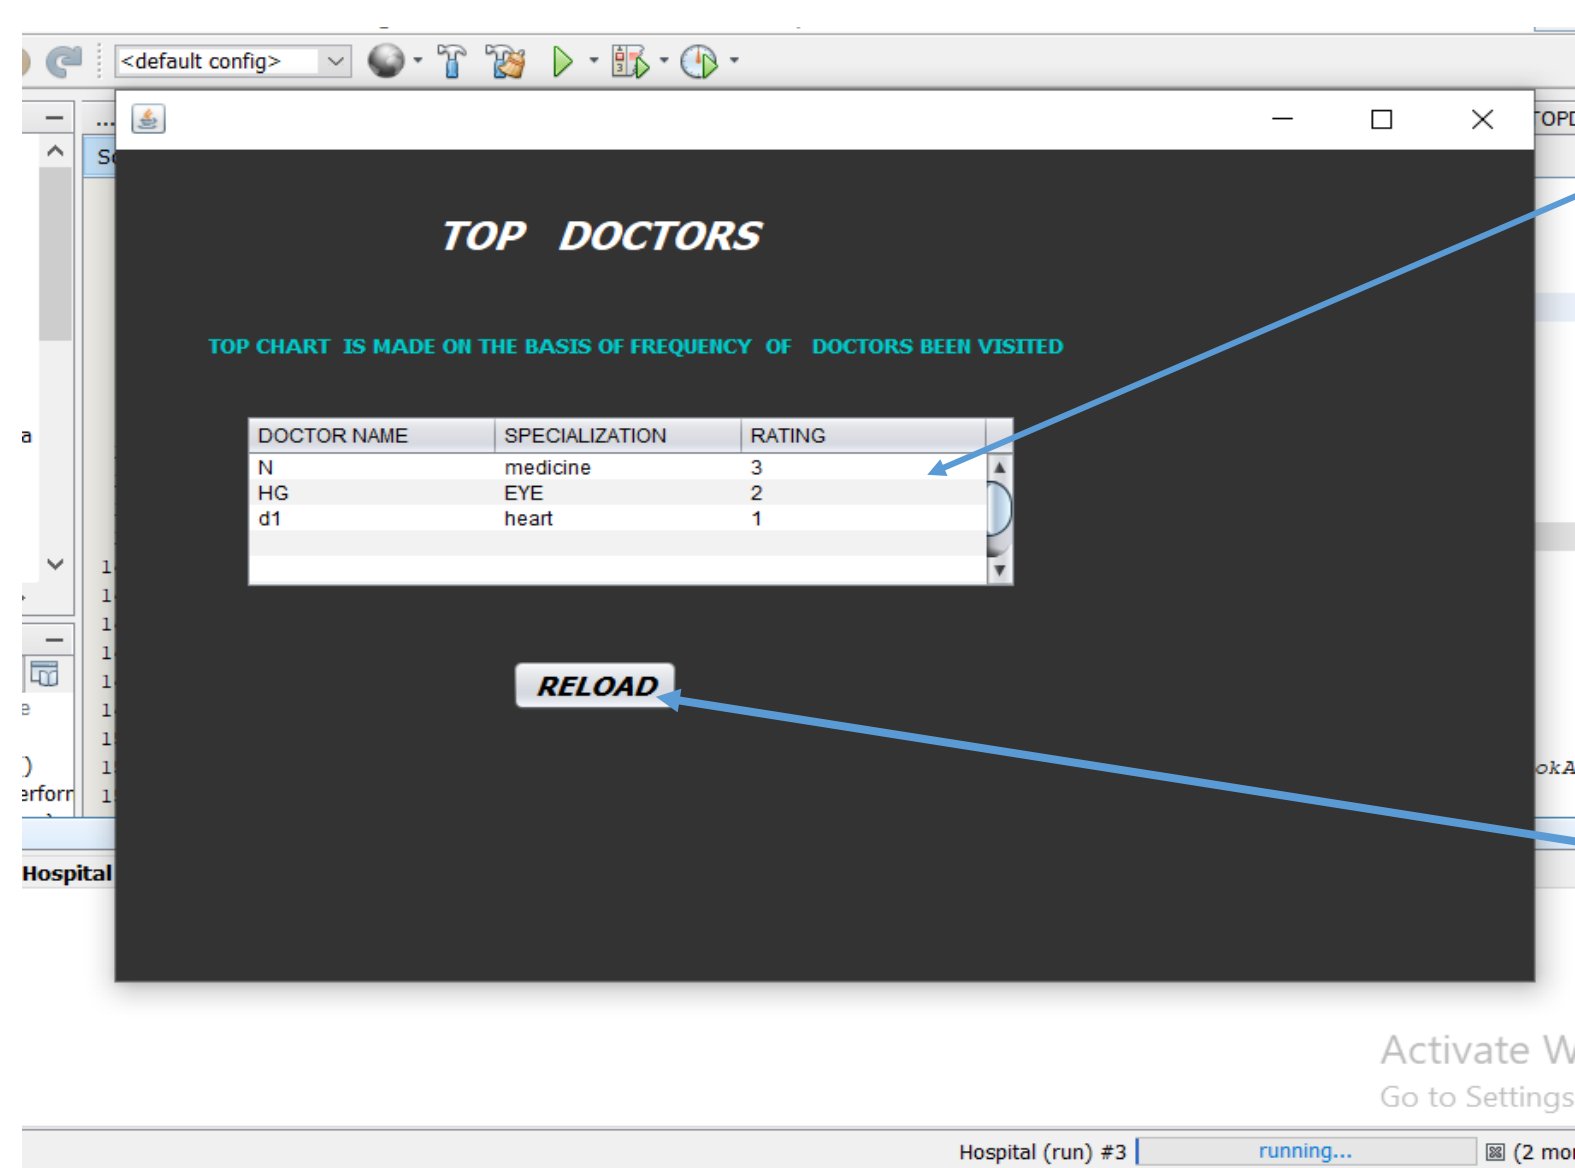 <default config>
...
TOP DOCTORS
TOP CHART IS MADE ON THE BASIS OF FREQUENCY OF DOCTORS BEEN VISITED
DOCTOR NAME SPECIALIZATION RATING
N medicine 3
HG EYE 2
d1 heart 1
RELOAD
Hospital
Activate
Go to Settings
Hospital (run) #3 running...